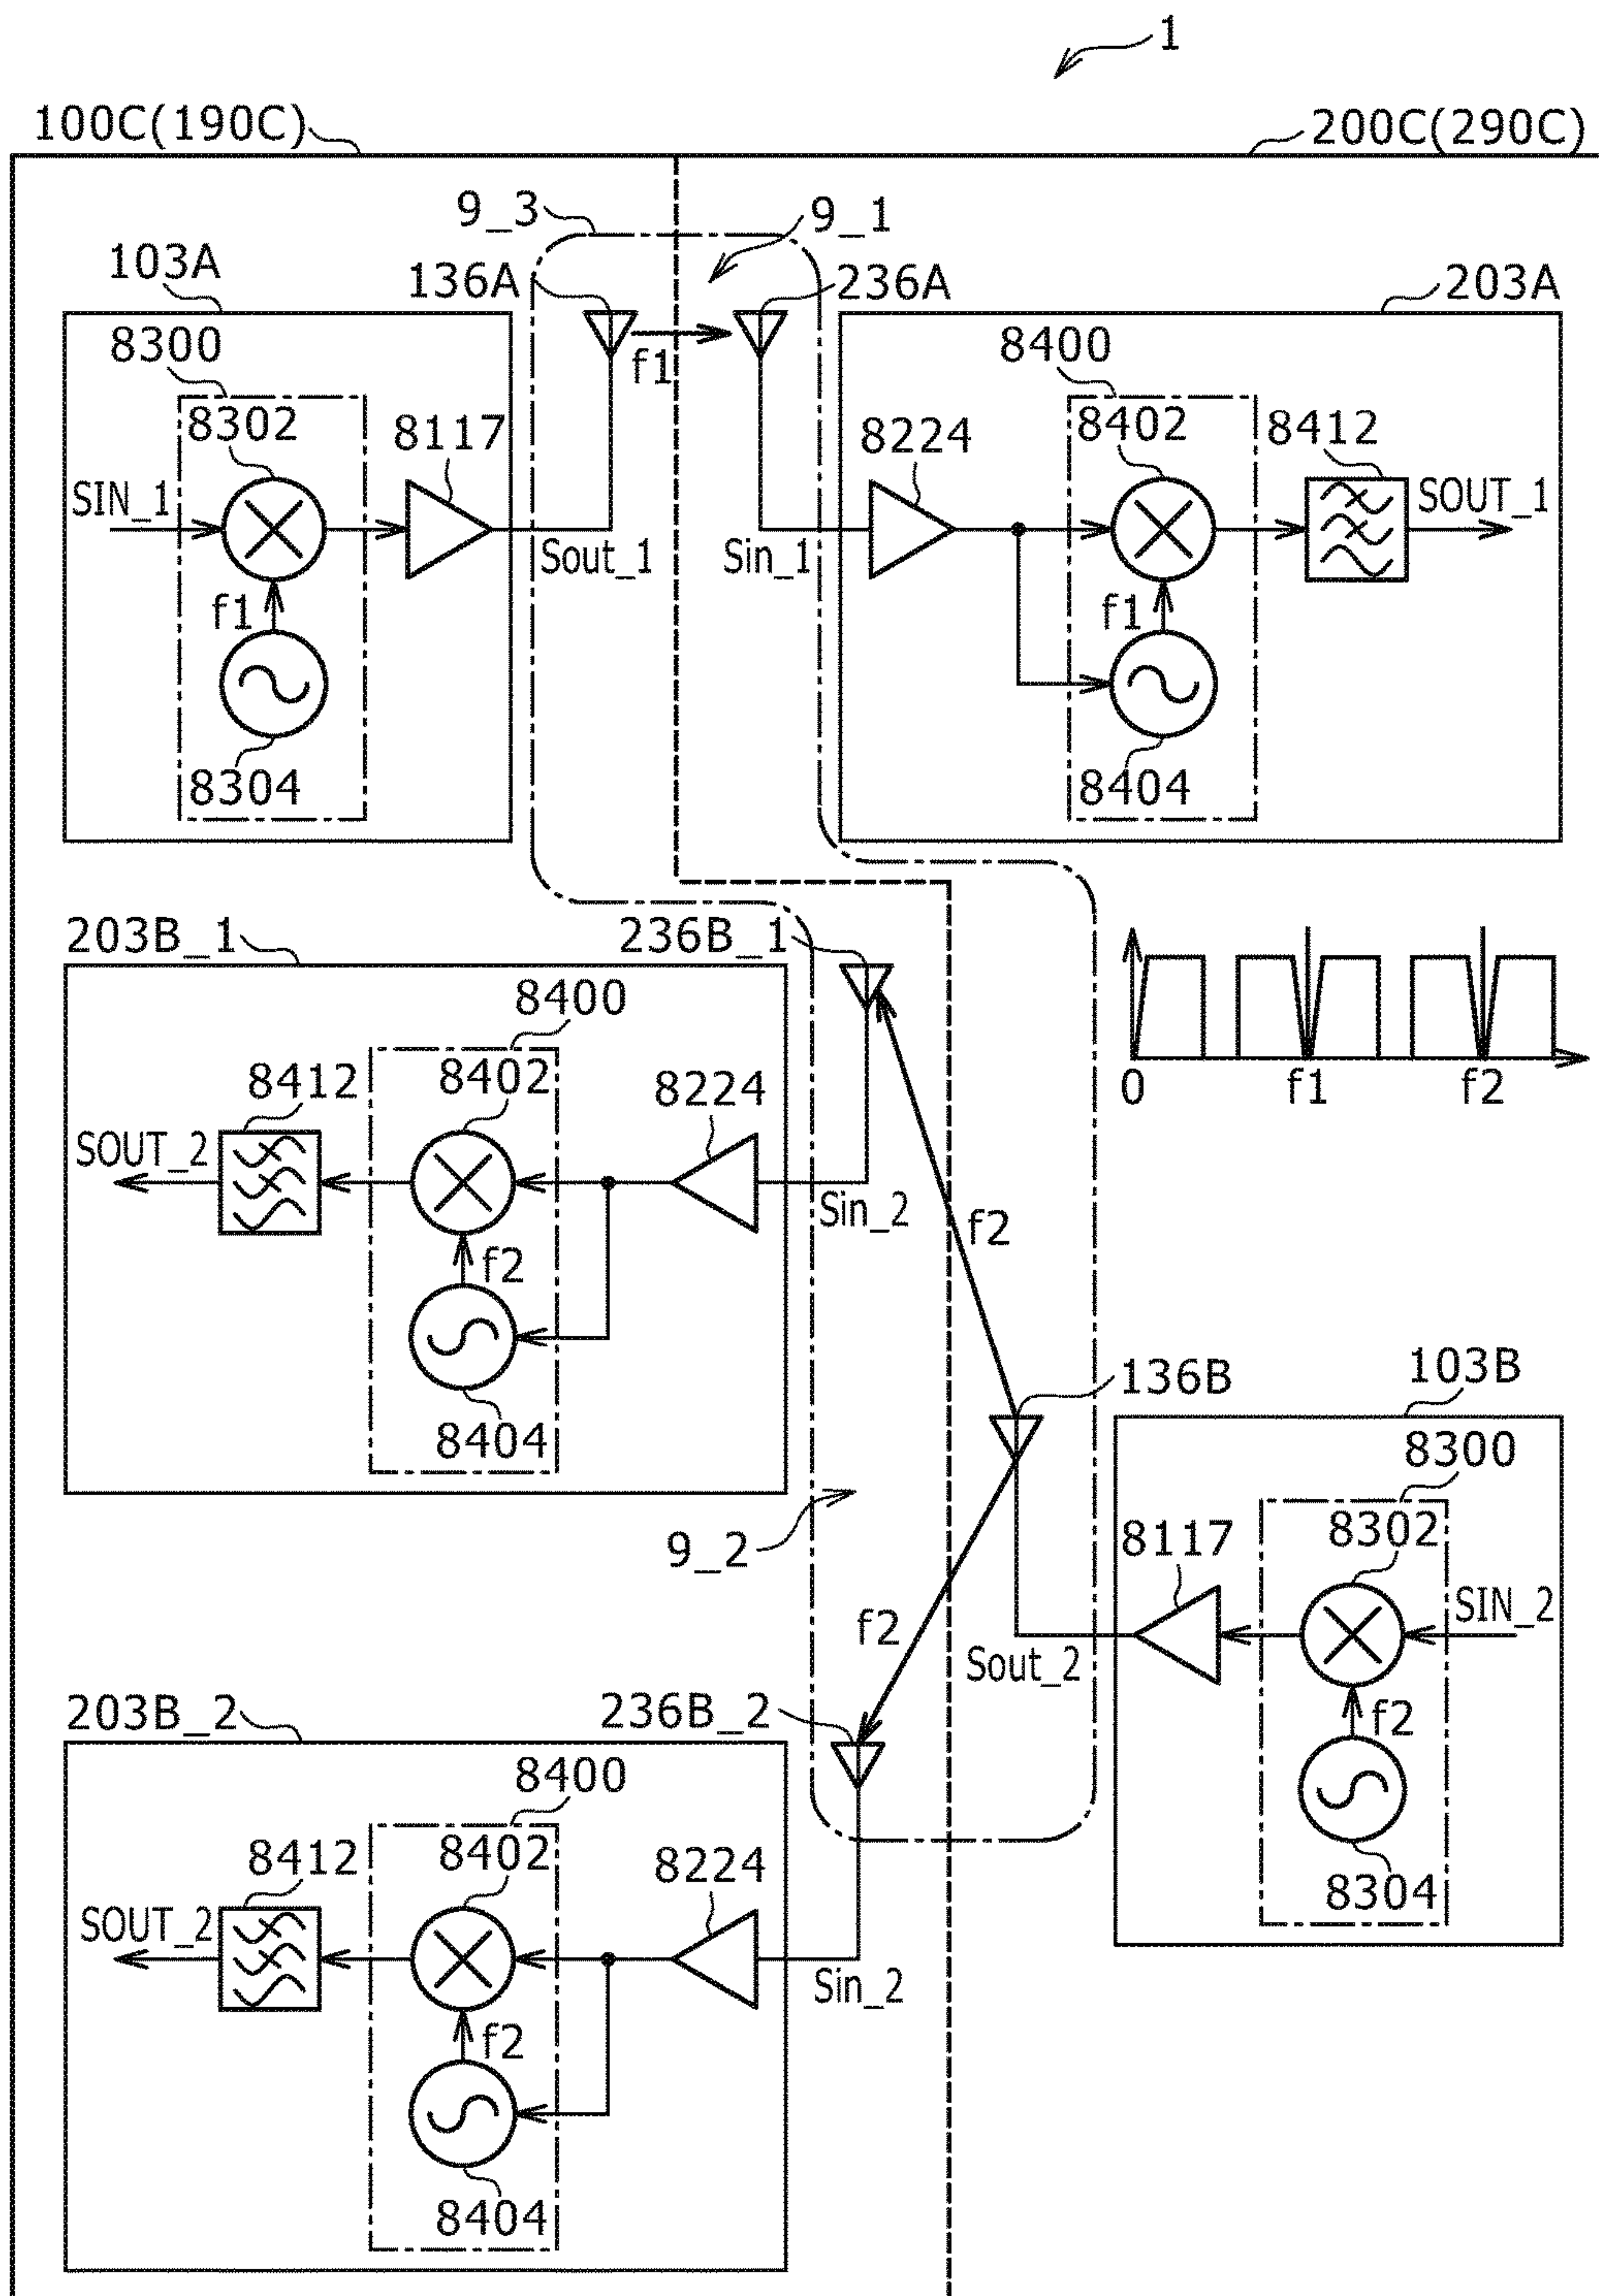 1
100C(190C)
200C(290C)
9_3
9_1
103A
136A
236A
203A
8300
8400
8302
8117
8224
8402
8412
SIN_1
SOUT_1
Sout_1
Sin_1
f1
f1
f1
8304
8404
203B_1
236B_1
8400
8402
8412
8224
SOUT_2
Sin_2
f2
f2
8404
0
f1
f2
136B
103B
8300
8302
8117
9_2
SIN_2
f2
Sout_2
f2
8304
203B_2
236B_2
8400
8402
8412
8224
SOUT_2
Sin_2
f2
8404